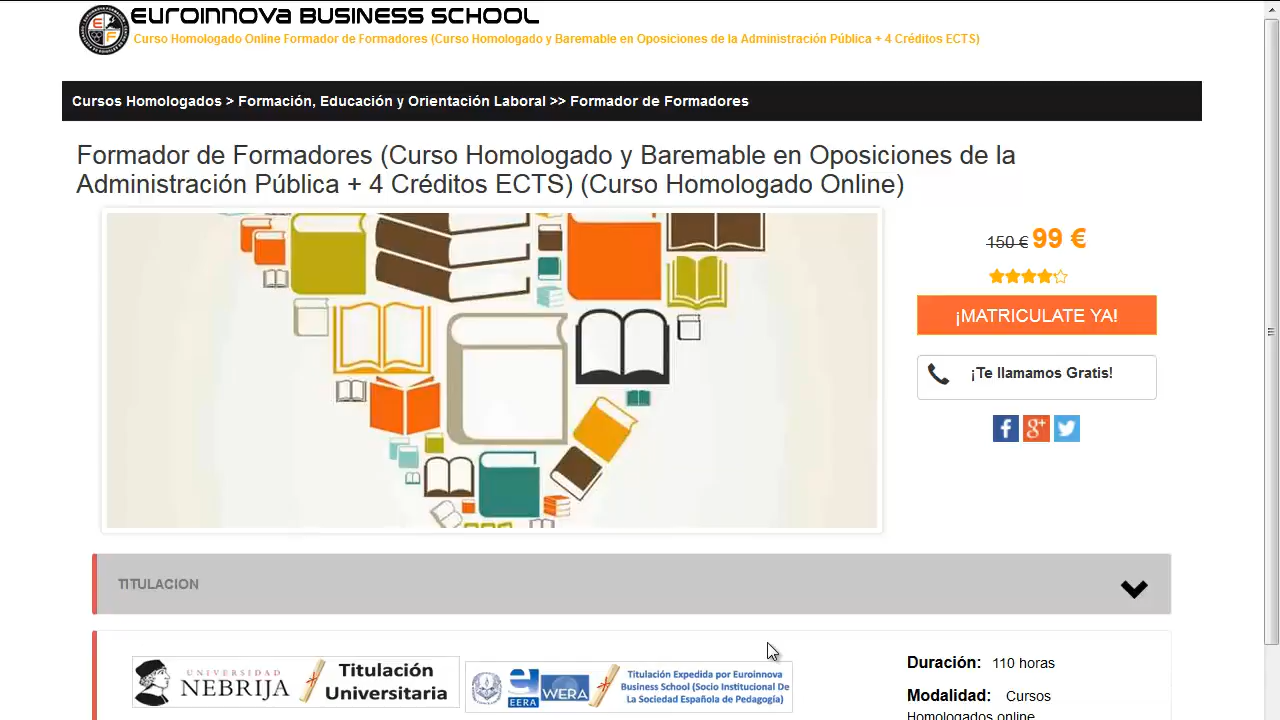 EUROINNOVA BUSINESS SCHOOL
Curso Homologado Online Formador de Formadores (Curso Homologado y Baremable en Oposiciones de la Administración Pública + 4 Créditos ECTS)
Cursos Homologados > Formación, Educación y Orientación Laboral >> Formador de Formadores
Formador de Formadores (Curso Homologado y Baremable en Oposiciones de la
Administración Pública + 4 Créditos ECTS) (Curso Homologado Online)
150 € 99 €
¡MATRICULATE YA!
¡Te llamamos Gratis!
TITULACION
UNIVERSIDAD
NEBRIJA
Titulación
Universitaria
EERA
WERA
Titulación Expedida por Euroinnova
Business School (Socio Institucional De
La Sociedad Española de Pedagogía)
Duración: 110 horas
Modalidad: Cursos
Homologados online